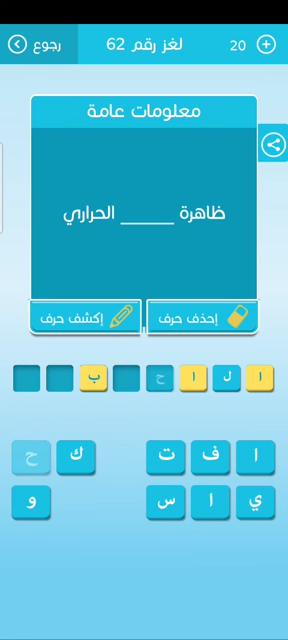 20 لغز رقم 62 رجوع
معلومات عامة
ظاهرة _____ الحراري
إحذف حرف إكشف حرف
ا ل ا ح ب
ا ف ت ك ح
ي ا س و